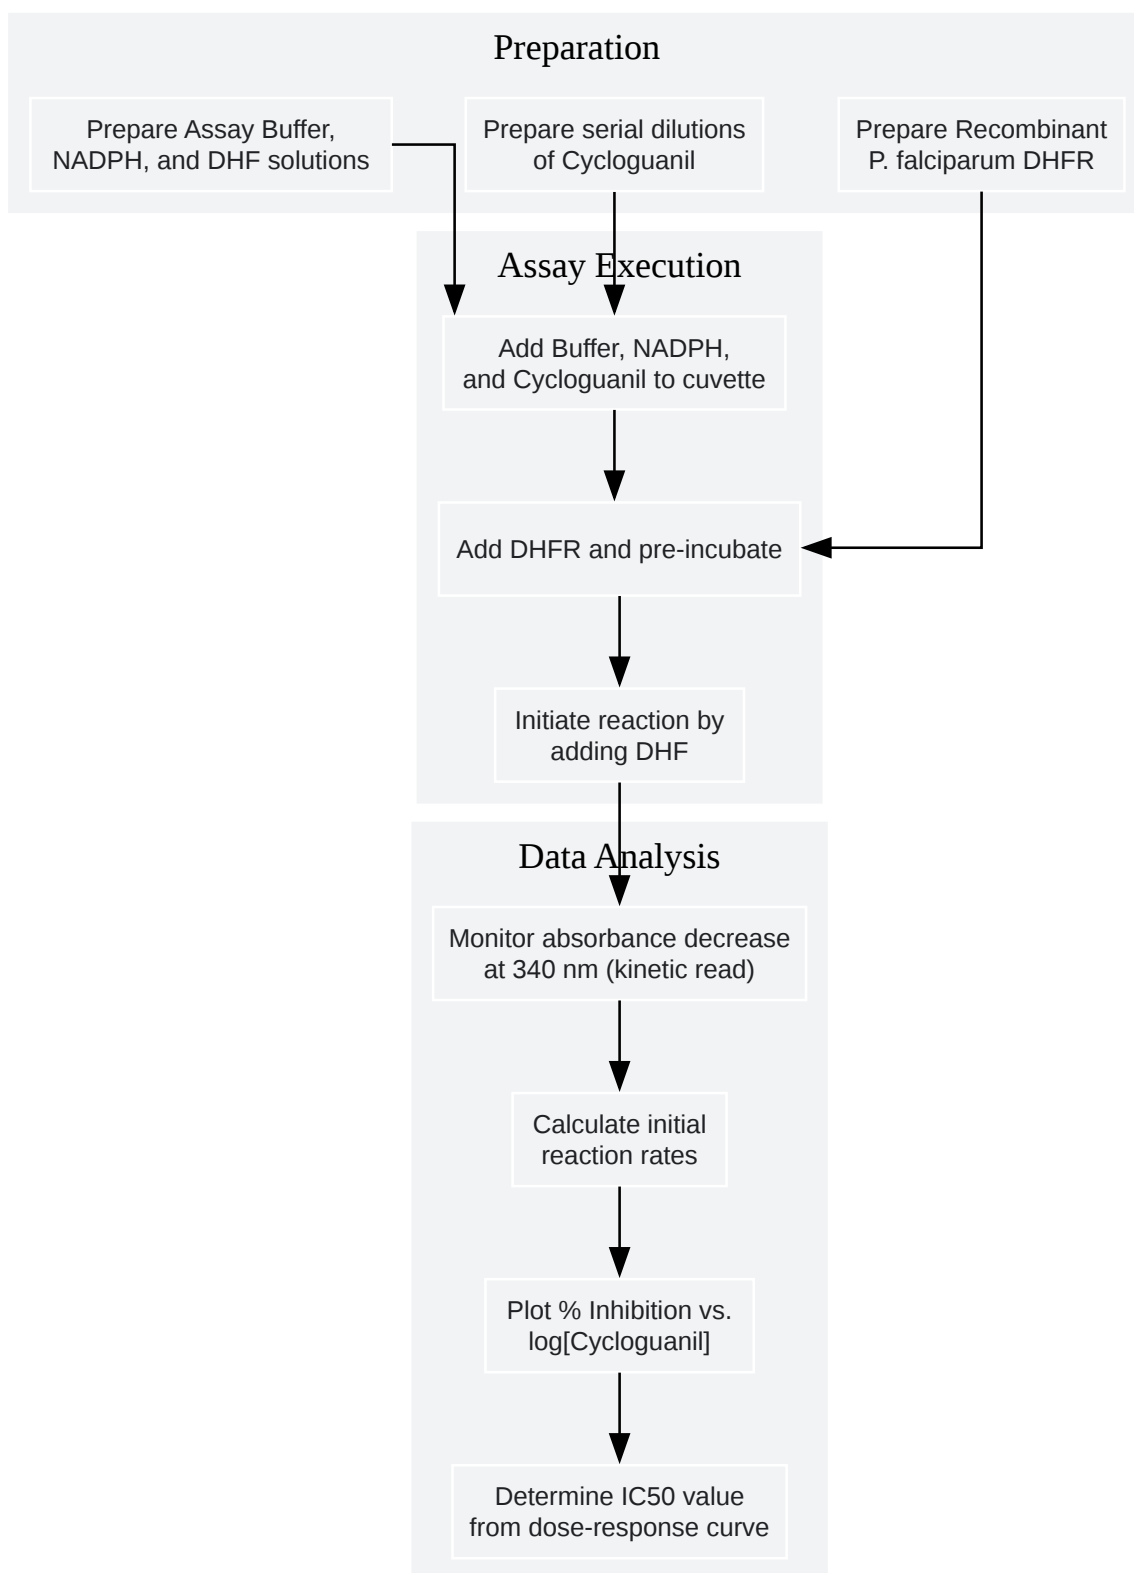 Preparation
Prepare Assay Buffer,
NADPH, and DHF solutions
Prepare serial dilutions
of Cycloguanil
Prepare Recombinant
P. falciparum DHFR
Assay Execution
Add Buffer, NADPH,
and Cycloguanil to cuvette
Add DHFR and pre-incubate
Initiate reaction by
adding DHF
Data Analysis
Monitor absorbance decrease
at 340 nm (kinetic read)
Calculate initial
reaction rates
Plot % Inhibition vs.
log[Cycloguanil]
Determine IC50 value
from dose-response curve